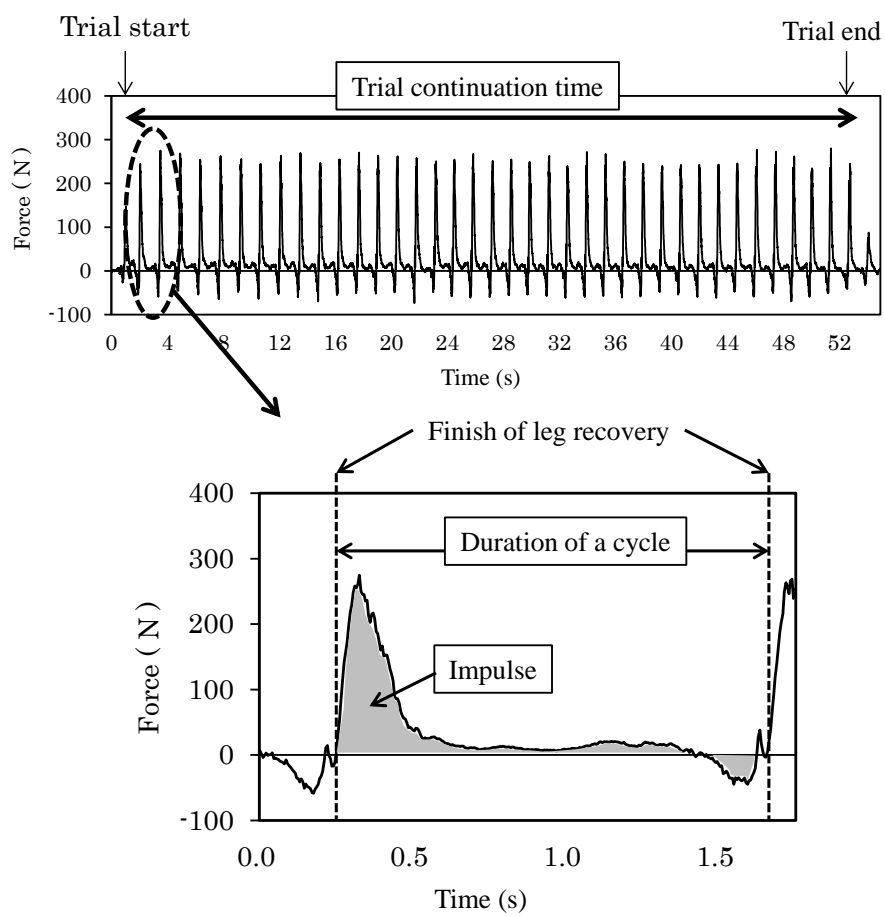 Trial start
Trial end
Trial continuation time
400
300
200
100
0
-100
Force ( N )
0 4 8 12 16 20 24 28 32 36 40 44 48 52
Time (s)
Finish of leg recovery
400
300
200
100
0
-100
Force ( N )
Duration of a cycle
Impulse
0.0 0.5 1.0 1.5
Time (s)